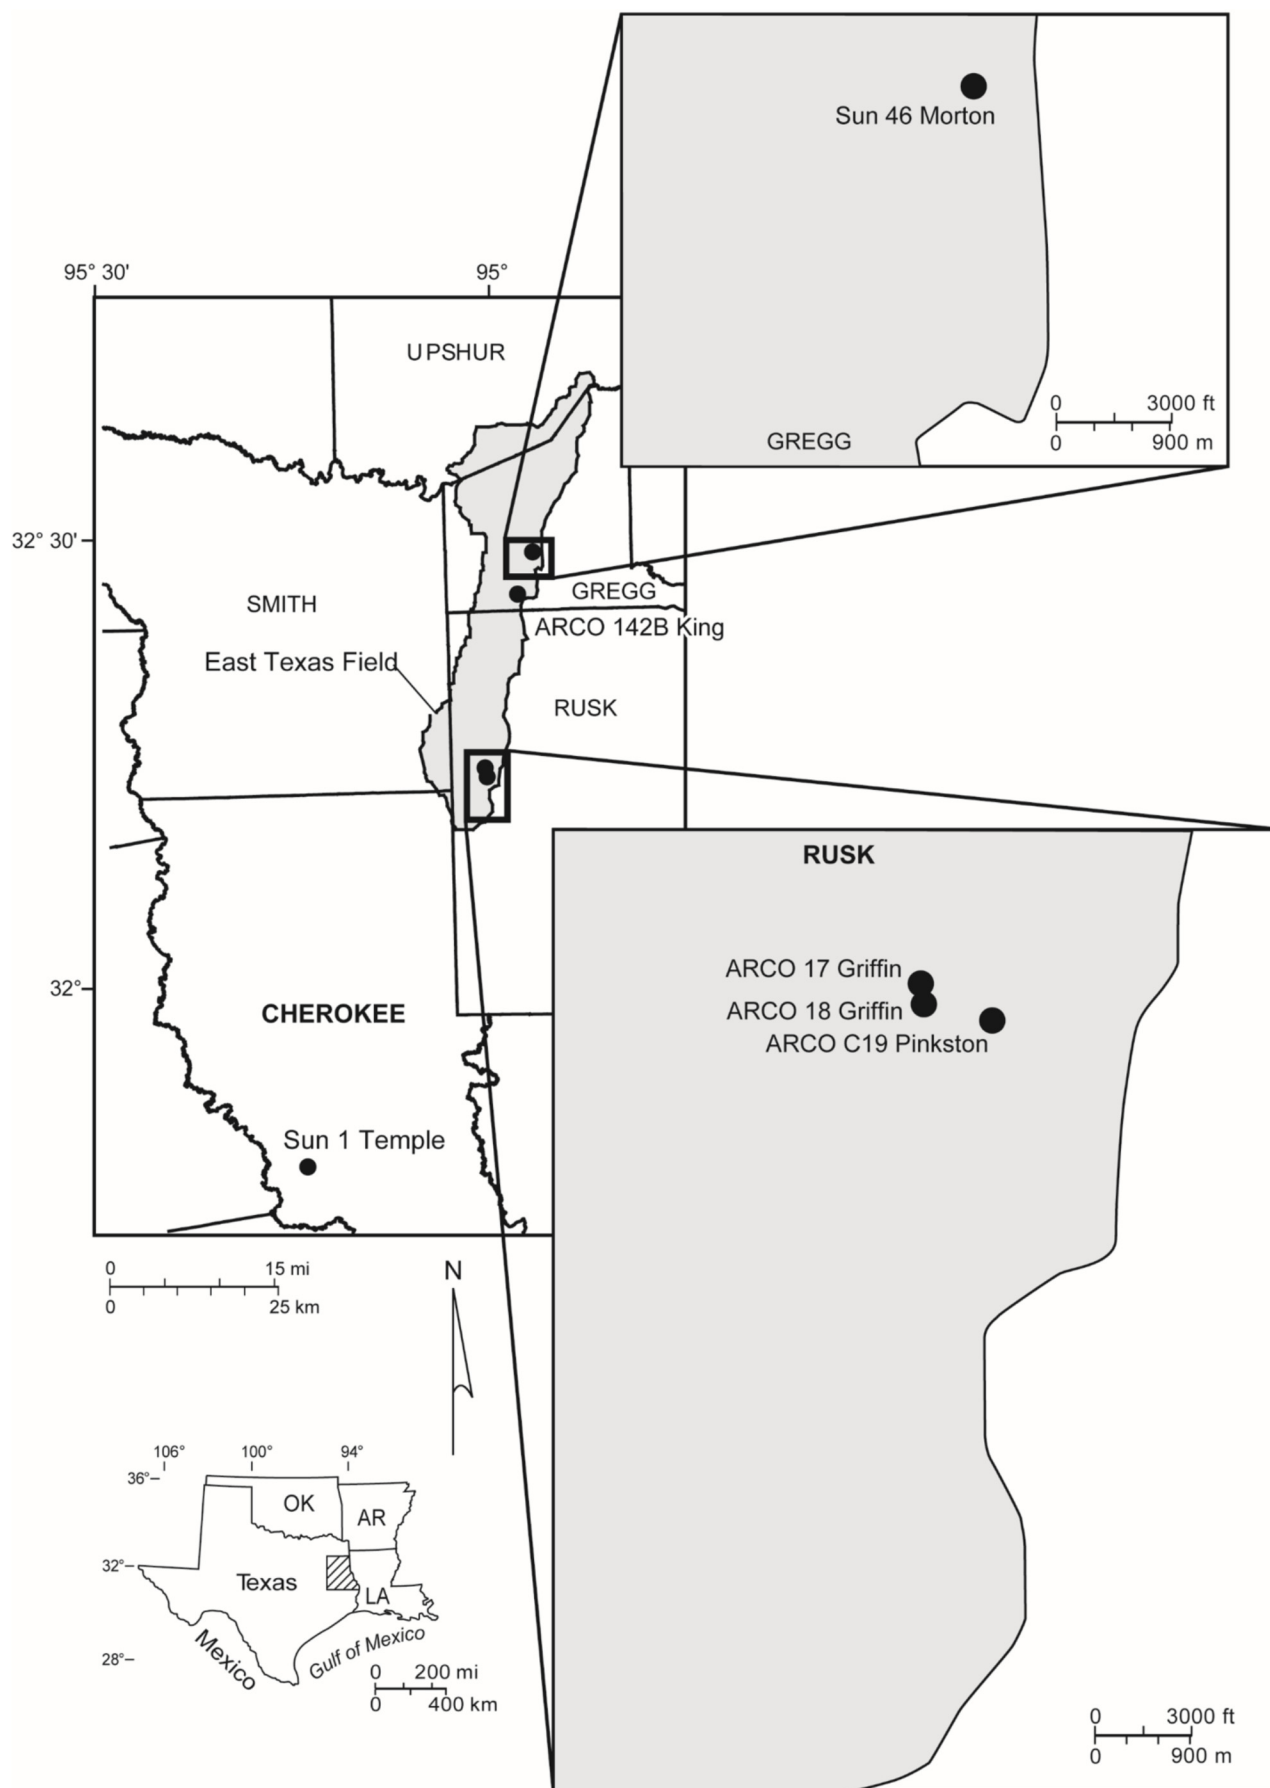 Sun 46 Morton
0 3000 ft
0 900 m
GREGG
95° 30'
95°
UPSHUR
32° 30'
SMITH
GREGG
ARCO 142B King
East Texas Field
RUSK
32°
CHEROKEE
Sun 1 Temple
RUSK
ARCO 17 Griffin
ARCO 18 Griffin
ARCO C19 Pinkston
0 15 mi
0 25 km
N
106° 100° 94°
36°
OK
AR
32°
Texas
LA
Mexico
Gulf of Mexico
28°
0 200 mi
0 400 km
0 3000 ft
0 900 m